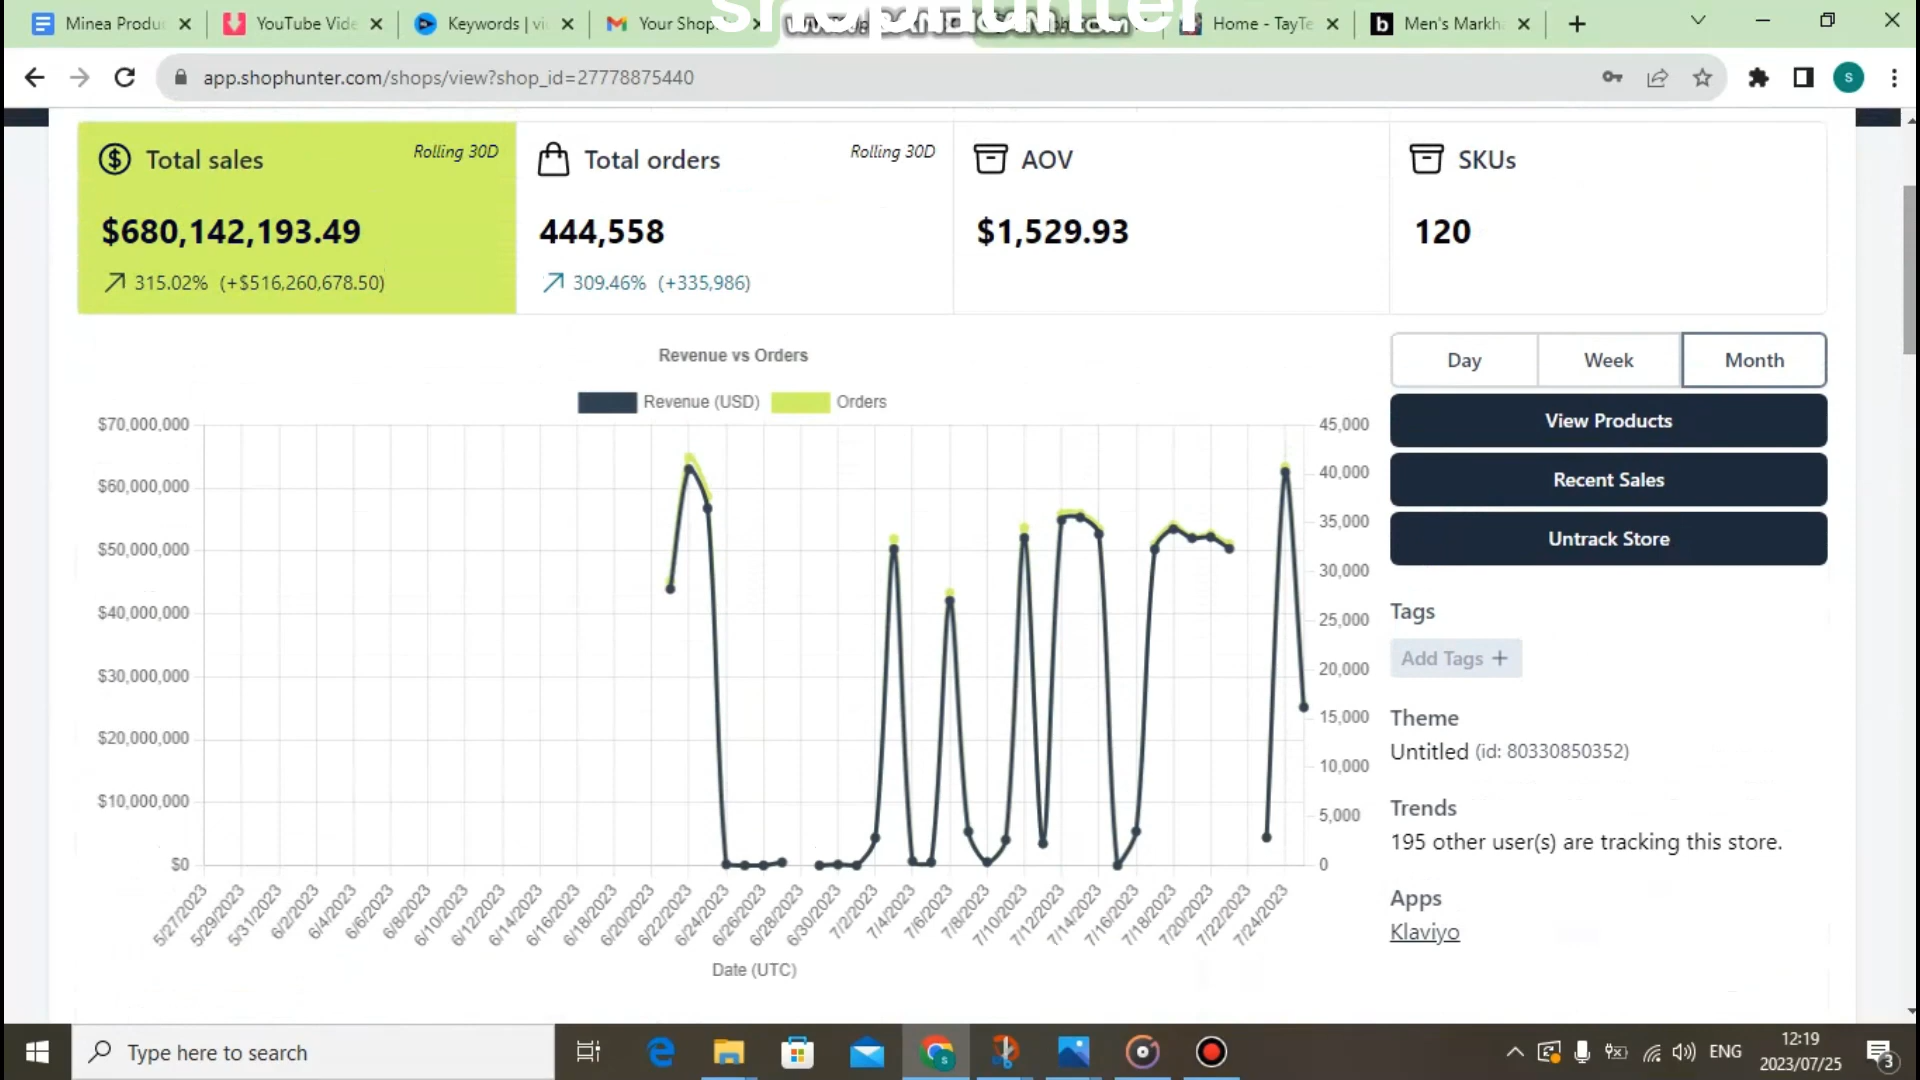 ShopHunter
Minea Produ
YouTube Vide
Keywords | vi
Your Shop
Home - TayTe
Men's Markh
app.shophunter.com/shops/view?shop_id=27778875440
S
Total sales
Rolling 30D
$680,142,193.49
315.02% (+$516,260,678.50)
Total orders
Rolling 30D
444,558
309.46% (+335,986)
AOV
$1,529.93
SKUs
120
Revenue vs Orders
Revenue (USD)
Orders
$70,000,000
$60,000,000
$50,000,000
$40,000,000
$30,000,000
$20,000,000
$10,000,000
$0
45,000
40,000
35,000
30,000
25,000
20,000
15,000
10,000
5,000
0
5/27/2023
5/29/2023
5/31/2023
6/2/2023
6/4/2023
6/6/2023
6/8/2023
6/10/2023
6/12/2023
6/14/2023
6/16/2023
6/18/2023
6/20/2023
6/22/2023
6/24/2023
6/26/2023
6/28/2023
6/30/2023
7/2/2023
7/4/2023
7/6/2023
7/8/2023
7/10/2023
7/12/2023
7/14/2023
7/16/2023
7/18/2023
7/20/2023
7/22/2023
7/24/2023
Date (UTC)
Day
Week
Month
View Products
Recent Sales
Untrack Store
Tags
Add Tags +
Theme
Untitled (id: 80330850352)
Trends
195 other user(s) are tracking this store.
Apps
Klaviyo
Type here to search
ENG
12:19
2023/07/25
3